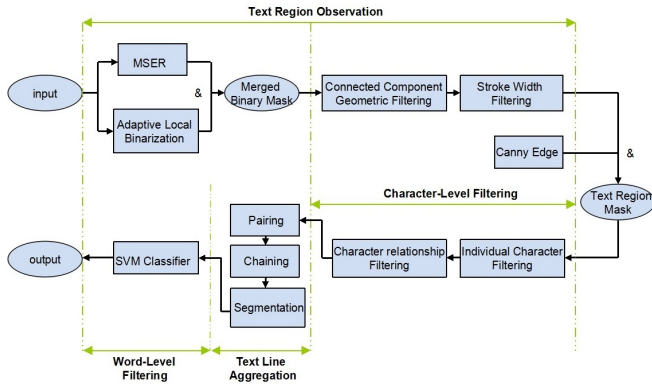 Text Region Observation
MSER
input
&
Merged
Binary Mask
Adaptive Local
Binarization
Connected Component
Geometric Filtering
Stroke Width
Filtering
Canny Edge
&
Text Region
Mask
Character-Level Filtering
Pairing
Chaining
Segmentation
Character relationship
Filtering
Individual Character
Filtering
output
SVM Classifier
Word-Level
Filtering
Text Line
Aggregation